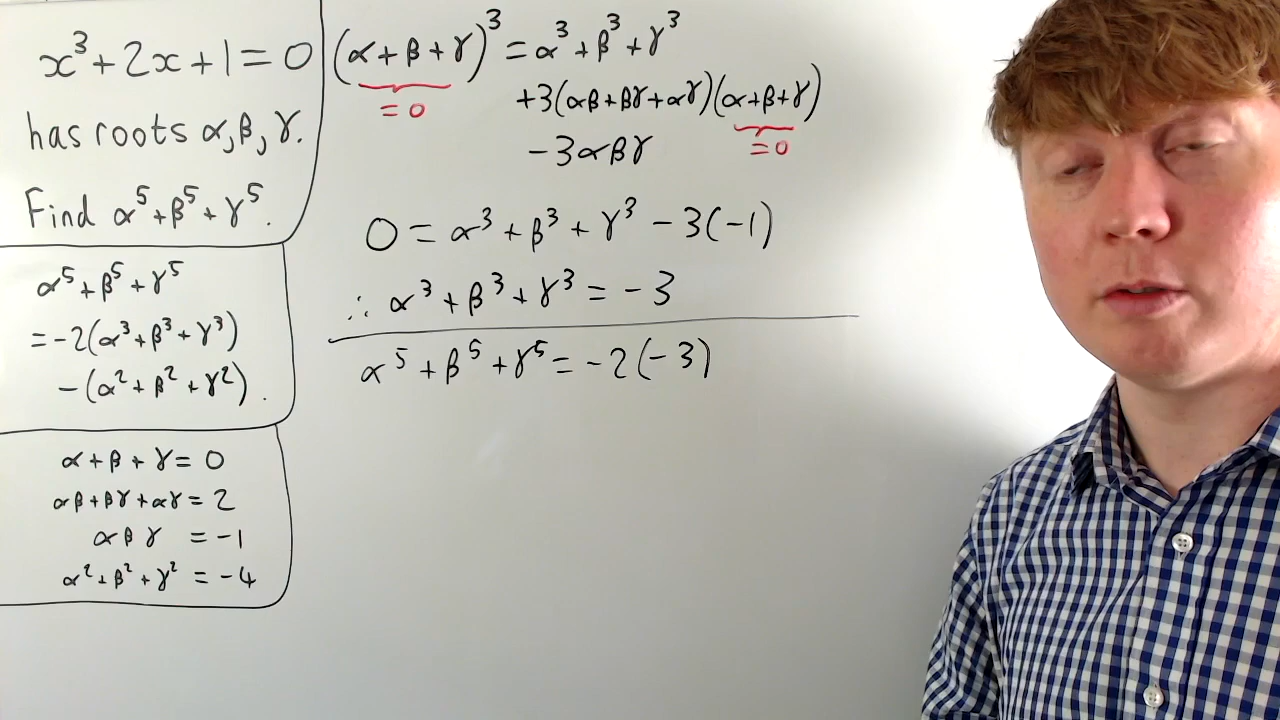 x³ + 2x + 1 = 0
has roots α, β, γ.
Find α⁵ + β⁵ + γ⁵.
α⁵ + β⁵ + γ⁵
= -2(α³ + β³ + γ³)
- (α² + β² + γ²).
α + β + γ = 0
αβ + βγ + αγ = 2
αβγ = -1
α² + β² + γ² = -4
(α + β + γ)³ = α³ + β³ + γ³
= 0
+3(αβ + βγ + αγ)(α + β + γ)
= 0
-3αβγ
0 = α³ + β³ + γ³ - 3(-1)
∴ α³ + β³ + γ³ = -3
α⁵ + β⁵ + γ⁵ = -2(-3)